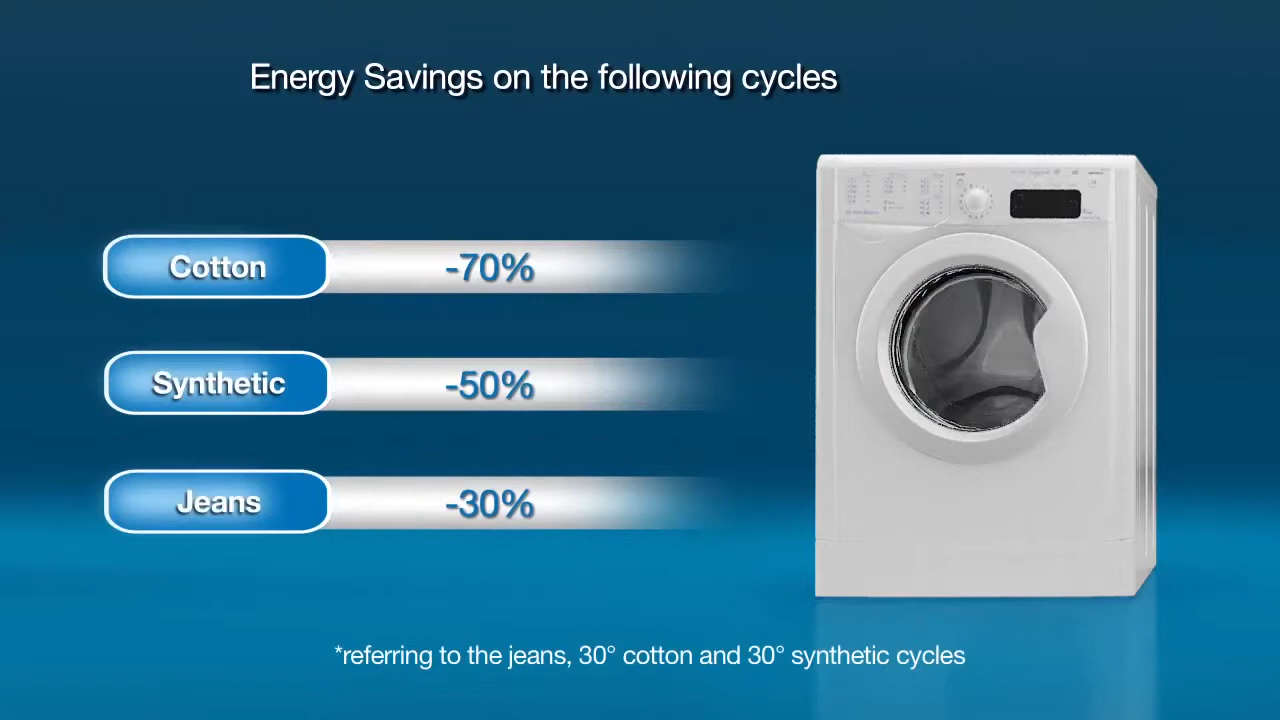 Energy Savings on the following cycles
Cotton
-70%
Synthetic
-50%
Jeans
-30%
*referring to the jeans, 30° cotton and 30° synthetic cycles